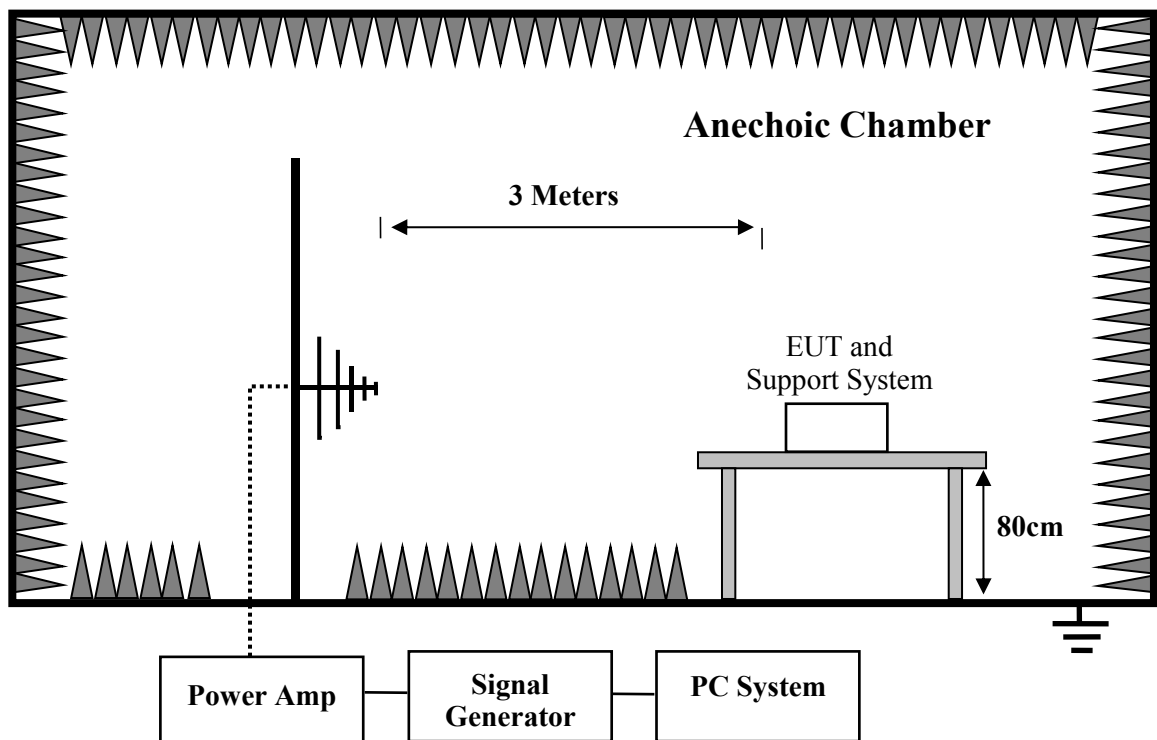 Anechoic Chamber
3 Meters
EUT and
Support System
80cm
Power Amp
Signal
Generator
PC System